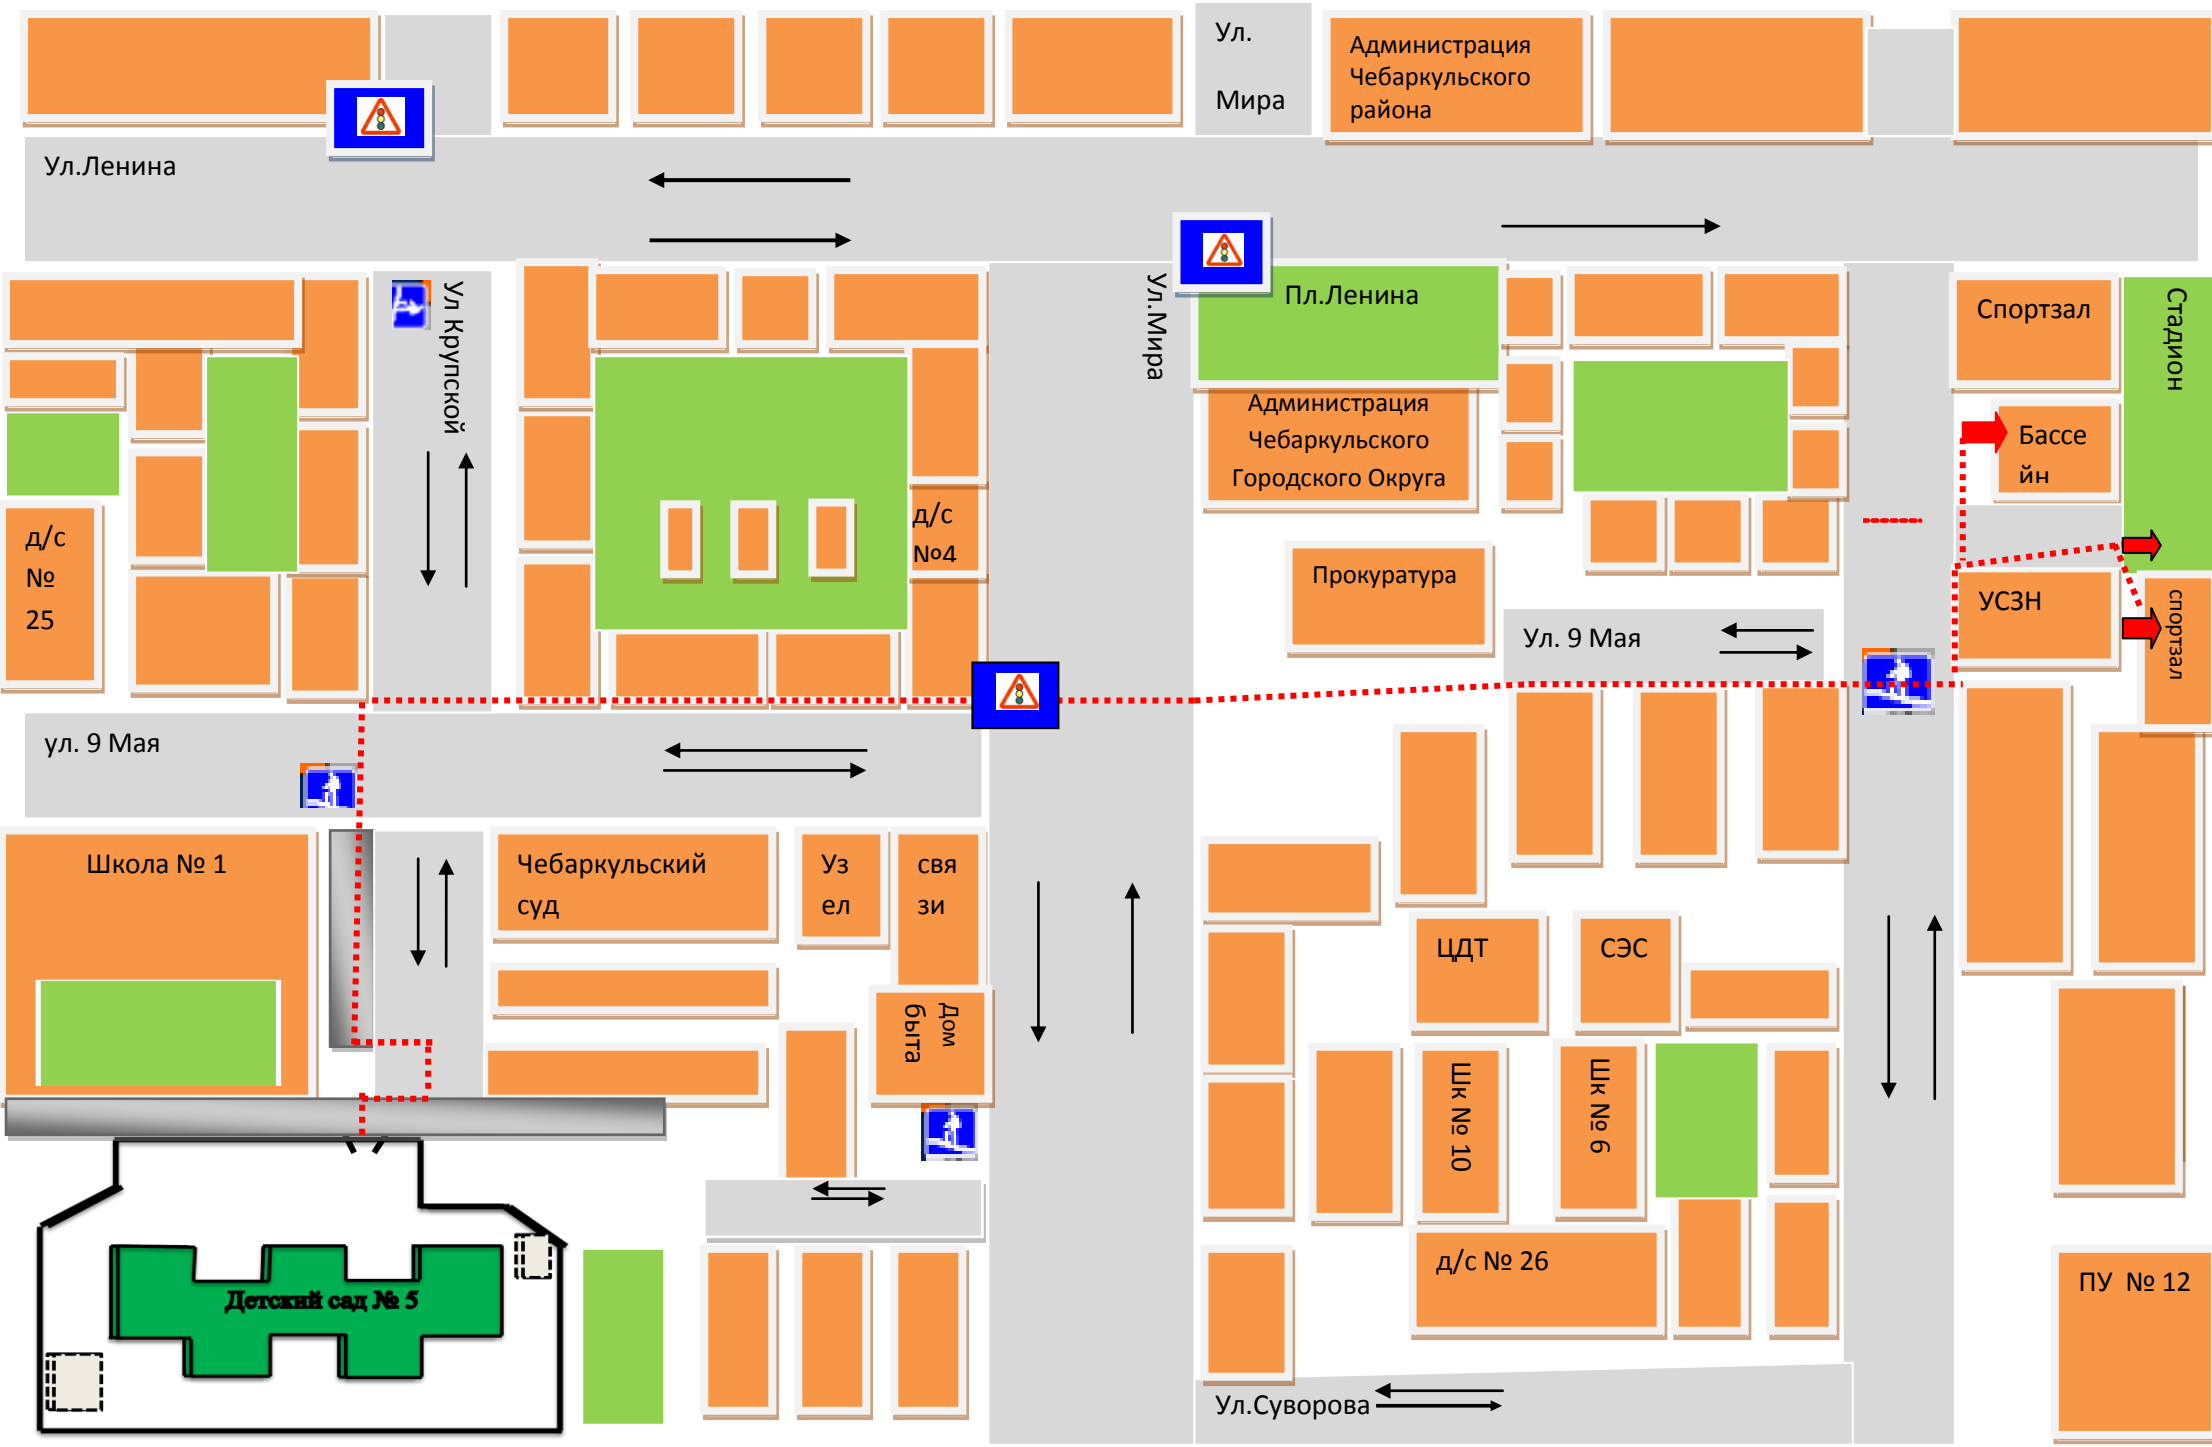 Ул.
Мира
Администрация
Чебаркульского
района
Ул.Ленина
Ул Крупской
Ул.Мира
Пл.Ленина
Спортзал
Стадион
Администрация
Чебаркульского
Городского Округа
Бассе
йн
д/с
№
25
д/с
№4
Прокуратура
УСЗН
спортзал
Ул. 9 Мая
ул. 9 Мая
Школа № 1
Чебаркульский
суд
Уз
ел
свя
зи
ЦДТ
СЭС
Дом
быта
Шк № 10
Шк № 6
д/с № 26
Детский сад № 5
ПУ  № 12
Ул.Суворова